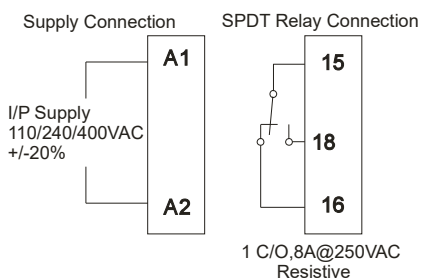 Supply Connection
SPDT Relay Connection
A1
I/P Supply
110/240/400VAC
+/-20%
A2
15
18
16
1 C/O,8A@250VAC
Resistive